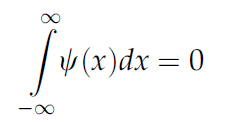 ∫_{-∞}^{∞} ψ(x)dx = 0